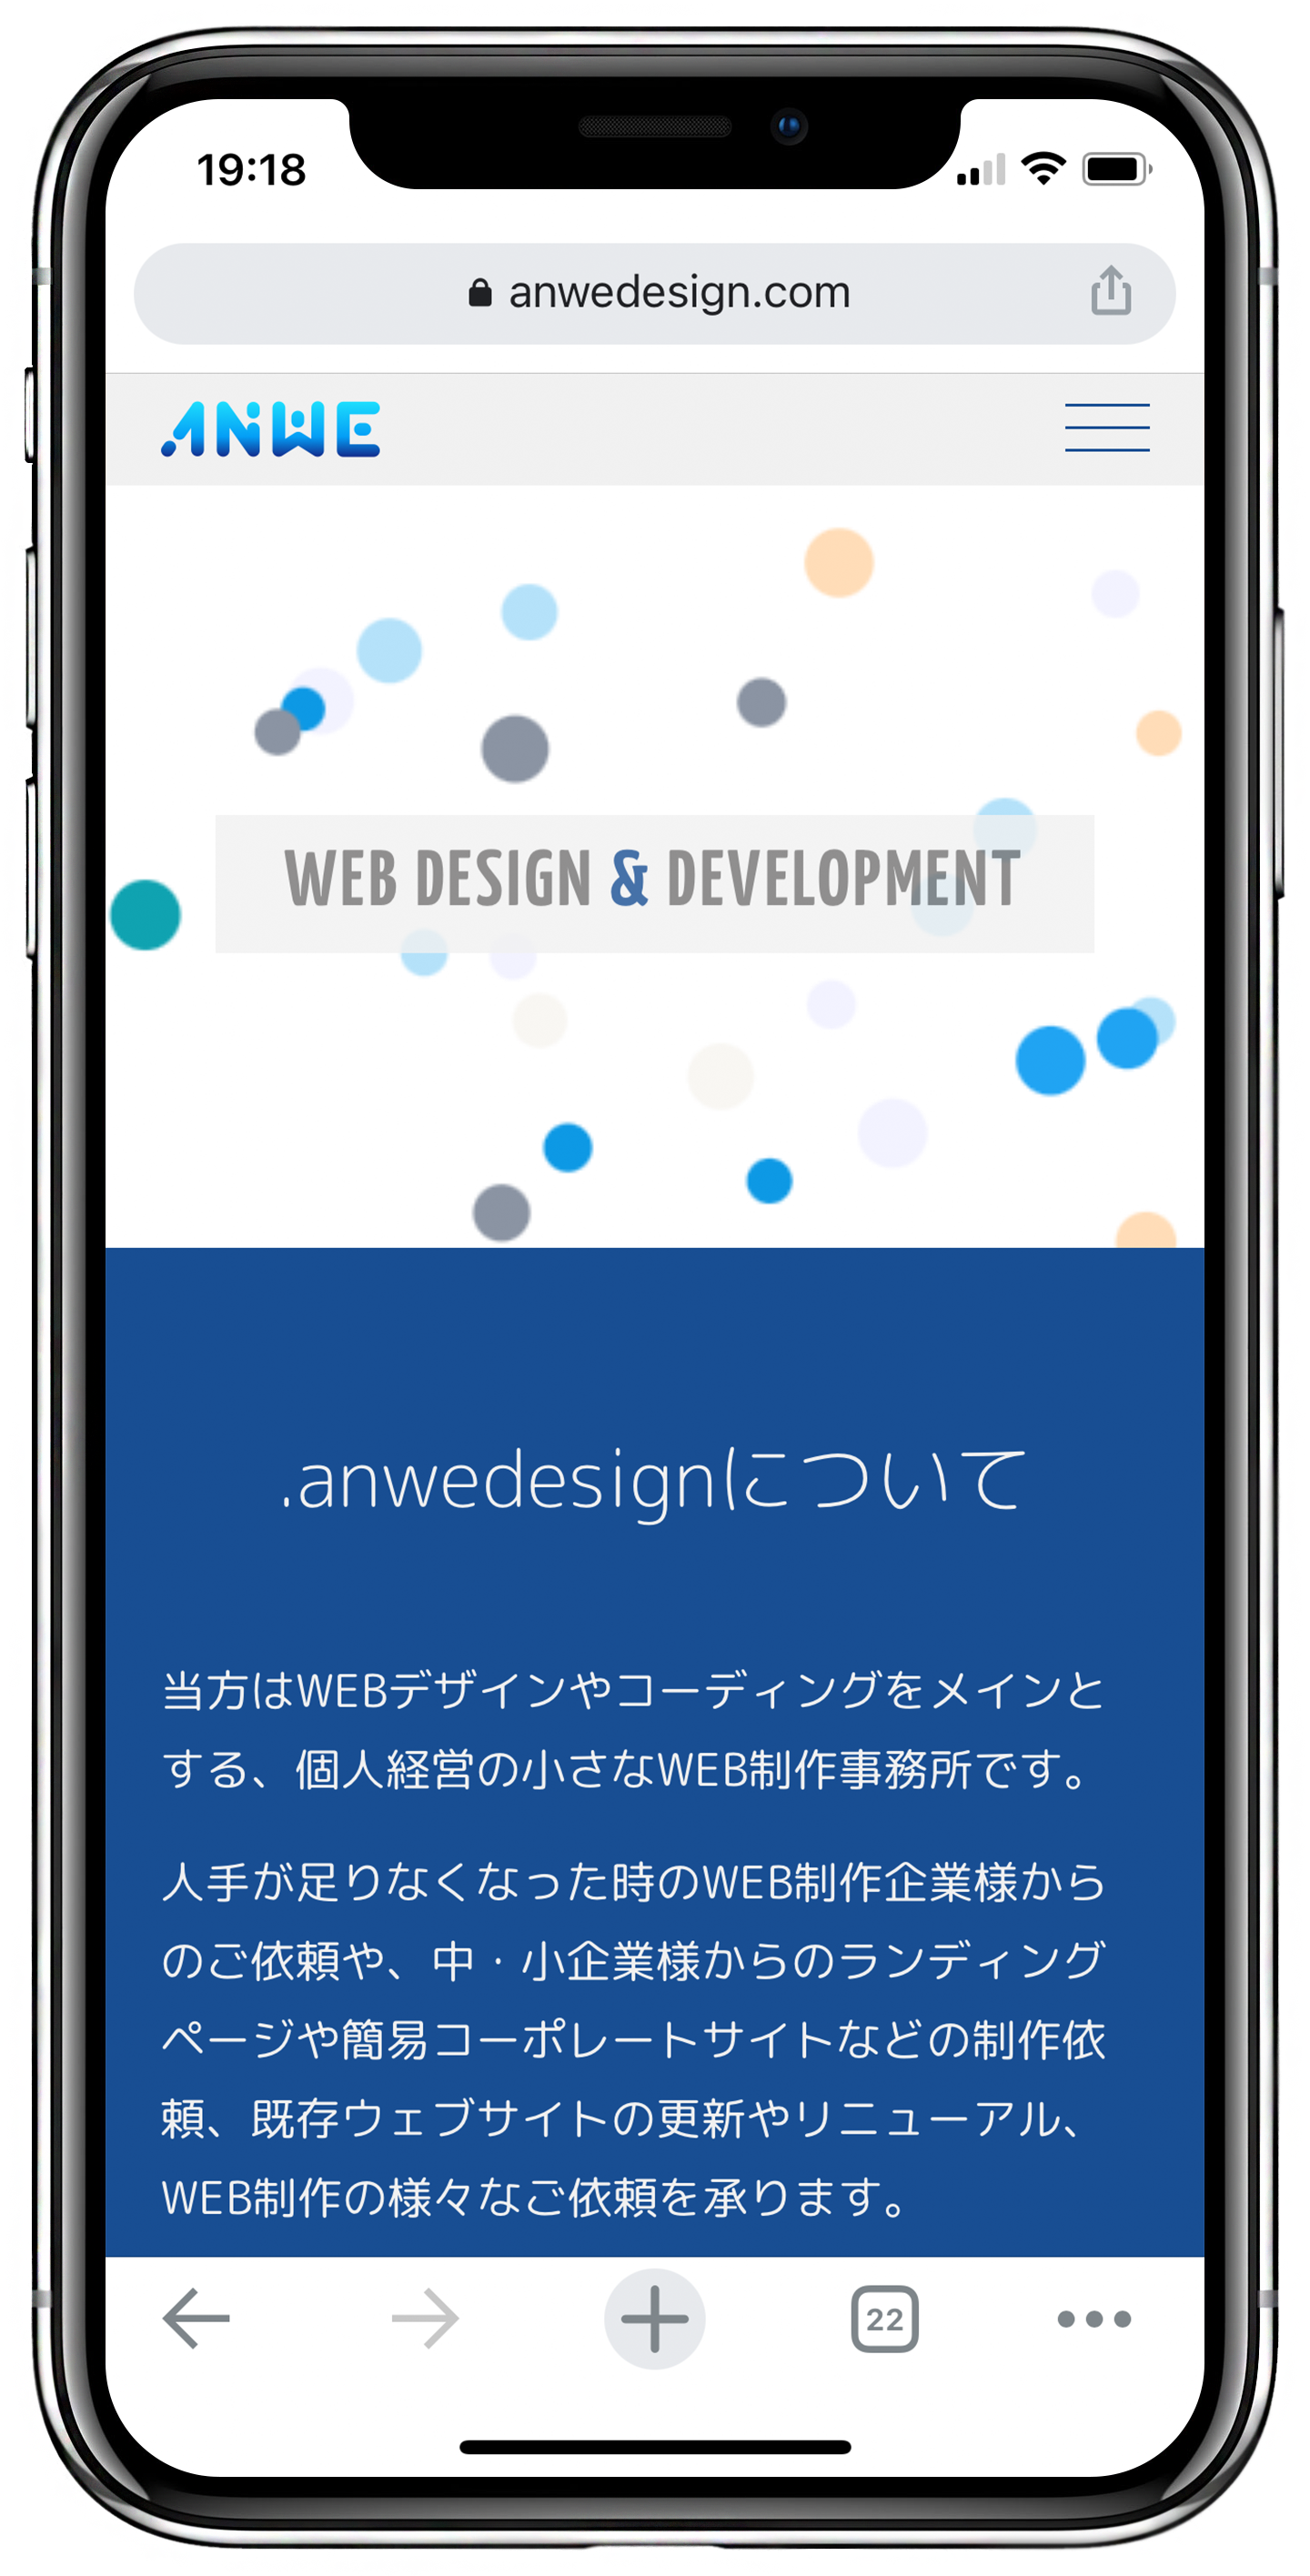 19:18
anwedesign.com
ANWE
WEB DESIGN & DEVELOPMENT
.anwedesignについて
当方はWEBデザインやコーディングをメインと
する、個人経営の小さなWEB制作事務所です。
人手が足りなくなった時のWEB制作企業様から
のご依頼や、中・小企業様からのランディング
ページや簡易コーポレートサイトなどの制作依
頼、既存ウェブサイトの更新やリニューアル、
WEB制作の様々なご依頼を承ります。
22